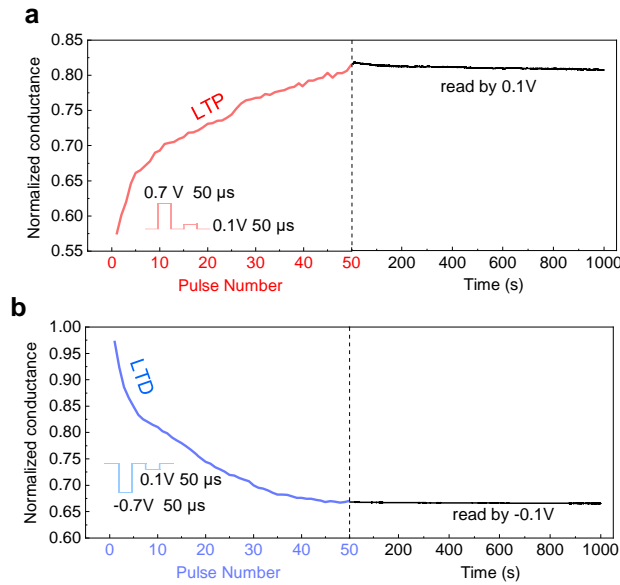 a
Normalized conductance
0.85
0.80
0.75
0.70
0.65
0.60
0.55
LTP
read by 0.1V
0.7 V 50 µs
0.1V 50 µs
0 10 20 30 40 50 200 400 600 800 1000
Pulse Number Time (s)
b
Normalized conductance
1.00
0.95
0.90
0.85
0.80
0.75
0.70
0.65
0.60
LTD
0.1V 50 µs
-0.7V 50 µs
read by -0.1V
0 10 20 30 40 50 200 400 600 800 1000
Pulse Number Time (s)